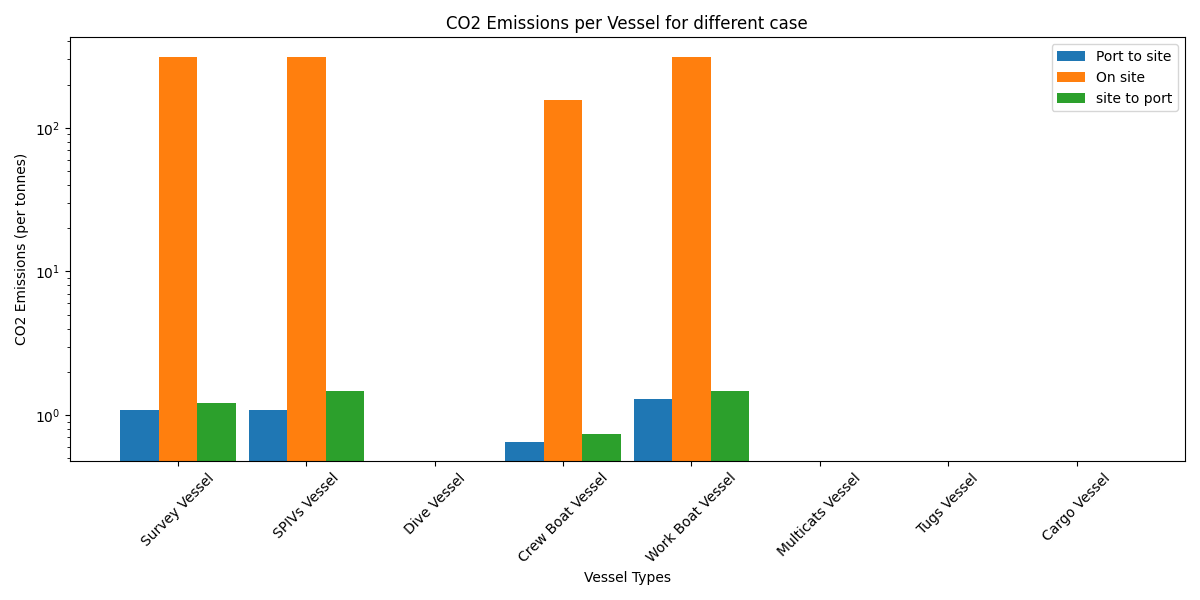 CO2 Emissions per Vessel for different case
Port to site
On site
site to port
CO2 Emissions (per tonnes)
10²
10¹
10⁰
Survey Vessel
SPIVs Vessel
Dive Vessel
Crew Boat Vessel
Work Boat Vessel
Multicats Vessel
Tugs Vessel
Cargo Vessel
Vessel Types